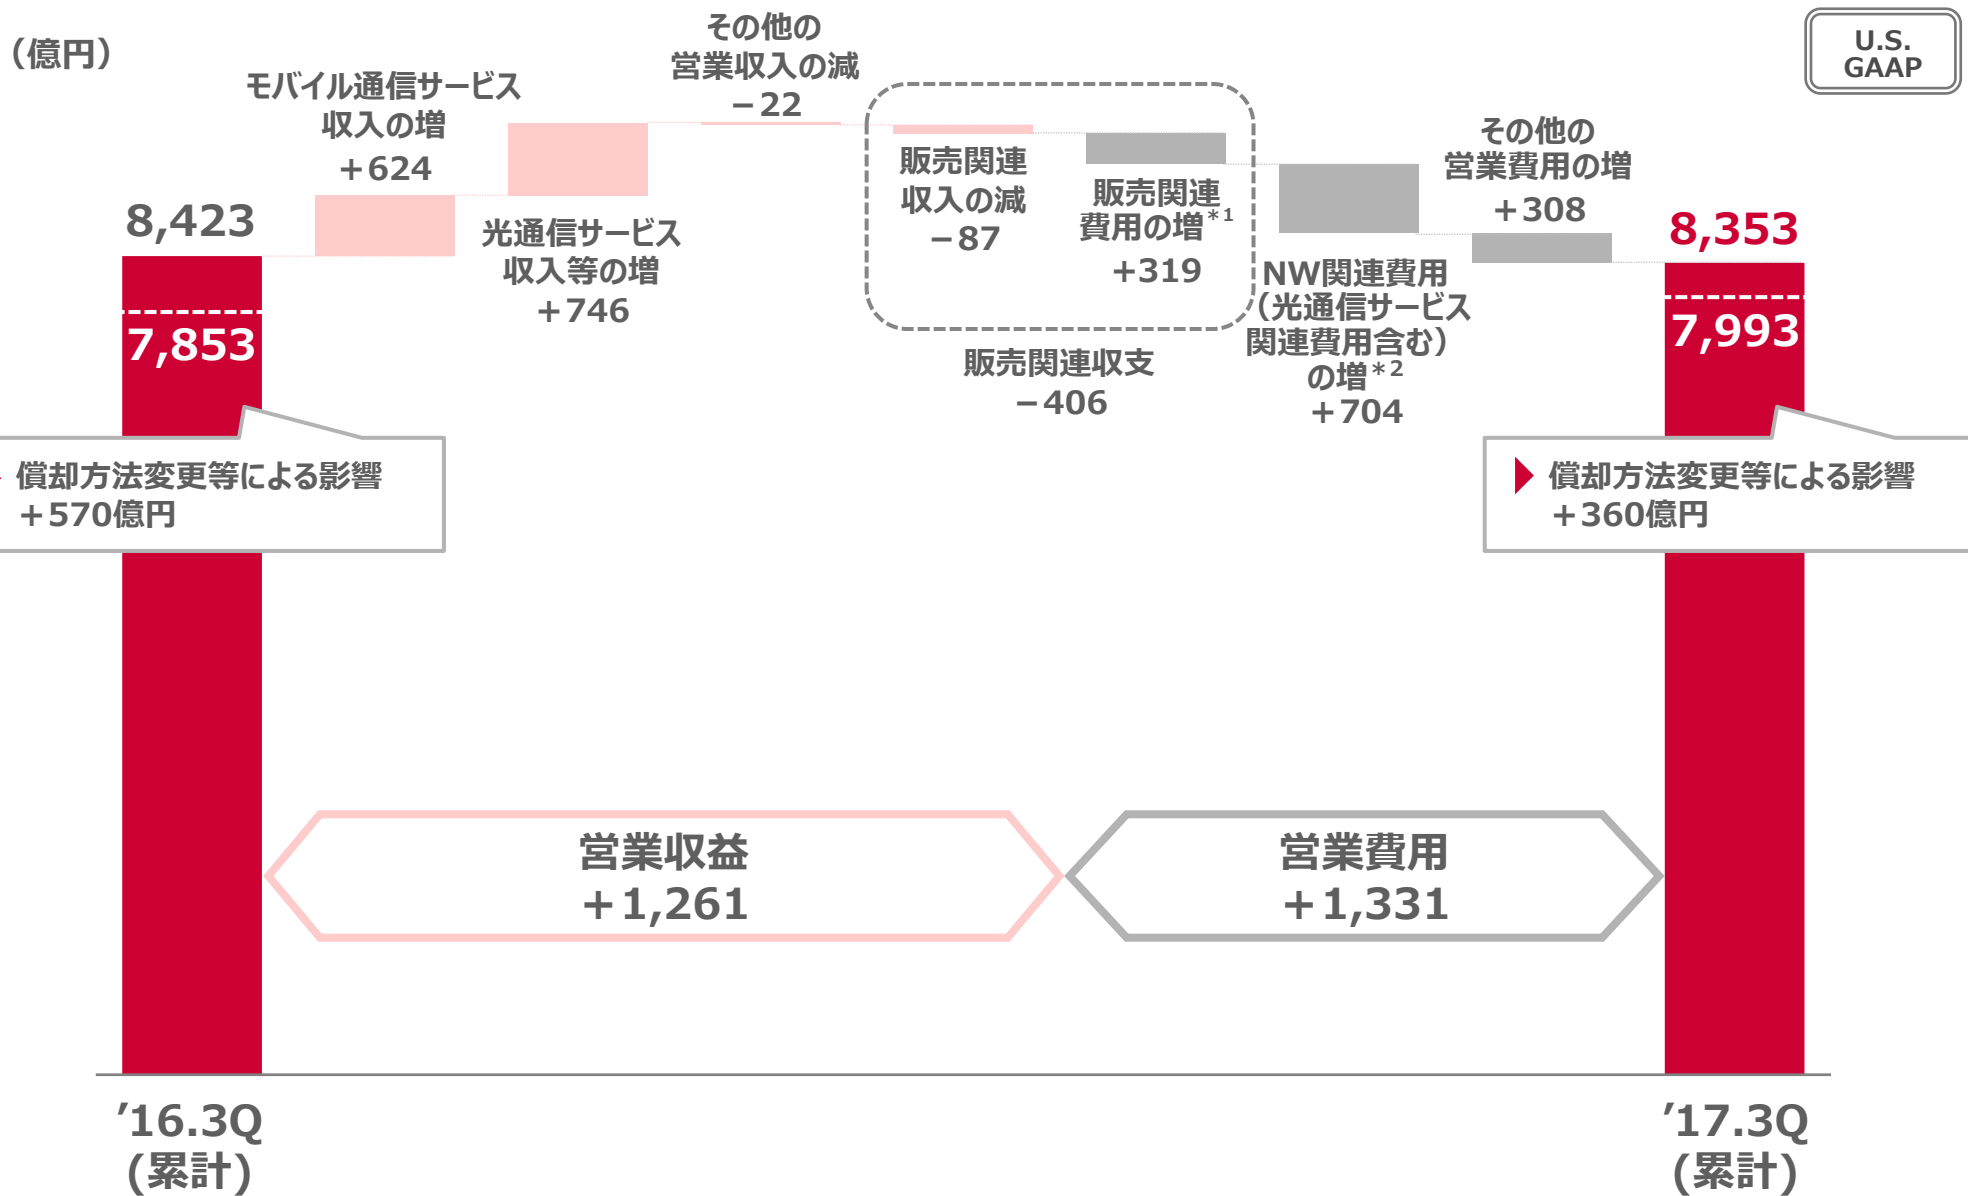 （億円）
U.S.
GAAP
8,423
7,853
モバイル通信サービス
収入の増
＋624
光通信サービス
収入等の増
＋746
その他の
営業収入の減
－22
販売関連
収入の減
－87
販売関連
費用の増*1
+319
販売関連収支
－406
NW関連費用
（光通信サービス
関連費用含む）
の増*2
＋704
その他の
営業費用の増
＋308
8,353
7,993
償却方法変更等による影響
＋570億円
償却方法変更等による影響
＋360億円
営業収益
＋1,261
営業費用
＋1,331
’16.3Q
(累計)
’17.3Q
(累計)